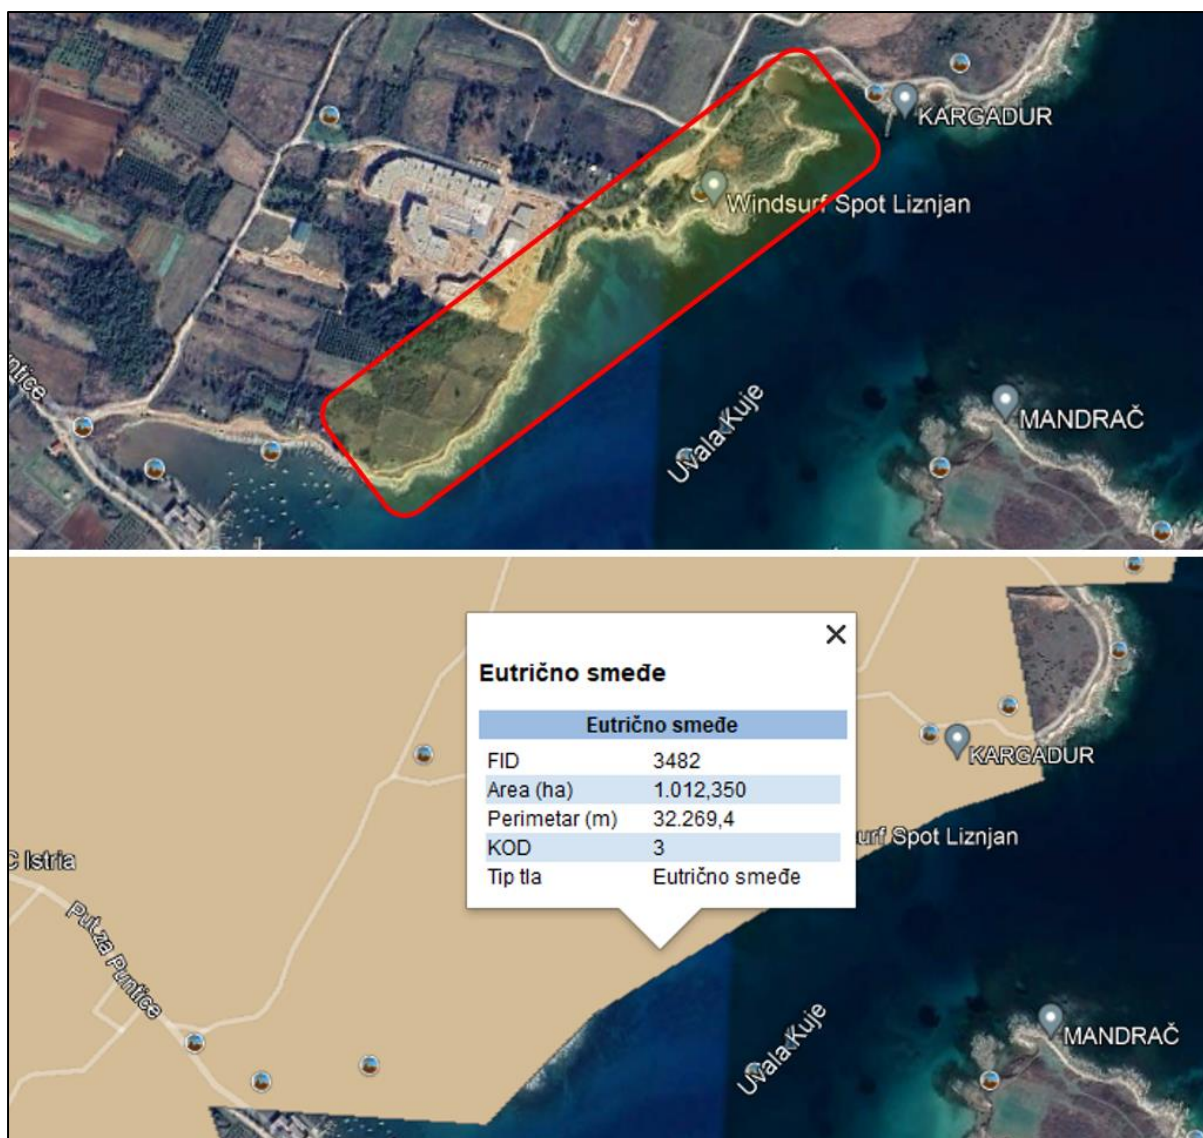 KARGADUR
Windsurf Spot Liznjan
MANDRAČ
Uvala Kuje
Eutrično smeđe
Eutrično smeđe
FID 3482
Area (ha) 1.012,350
Perimetar (m) 32.269,4
KOD 3
Tip tla Eutrično smeđe
KARGADUR
urf Spot Liznjan
Istria
Put za Puntice
MANDRAČ
Uvala Kuje